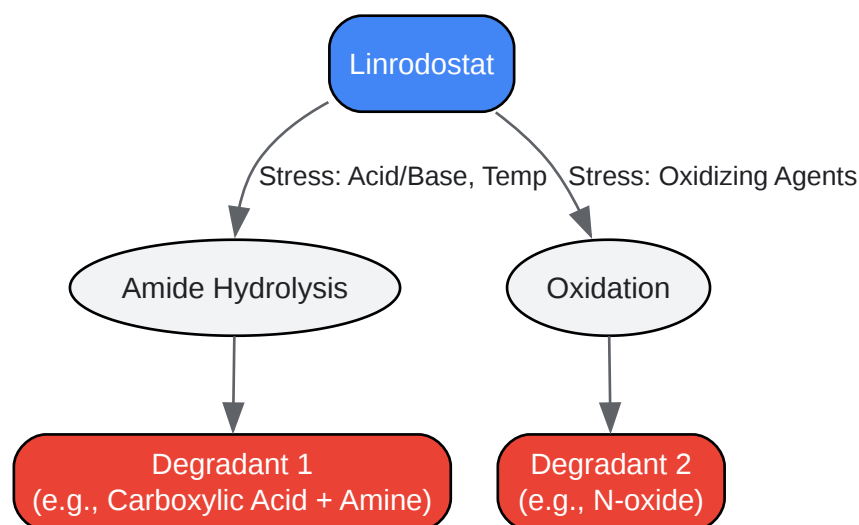 Linrodostat
Stress: Acid/Base, Temp
Stress: Oxidizing Agents
Amide Hydrolysis
Oxidation
Degradant 1
(e.g., Carboxylic Acid + Amine)
Degradant 2
(e.g., N-oxide)